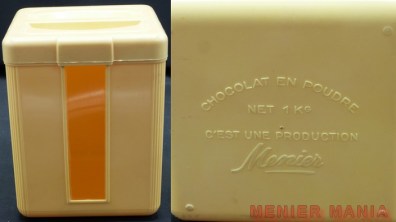 CHOCOLAT EN POUDRE
NET 1 KG
C'EST UNE PRODUCTION
Menier
MENIER MANIA